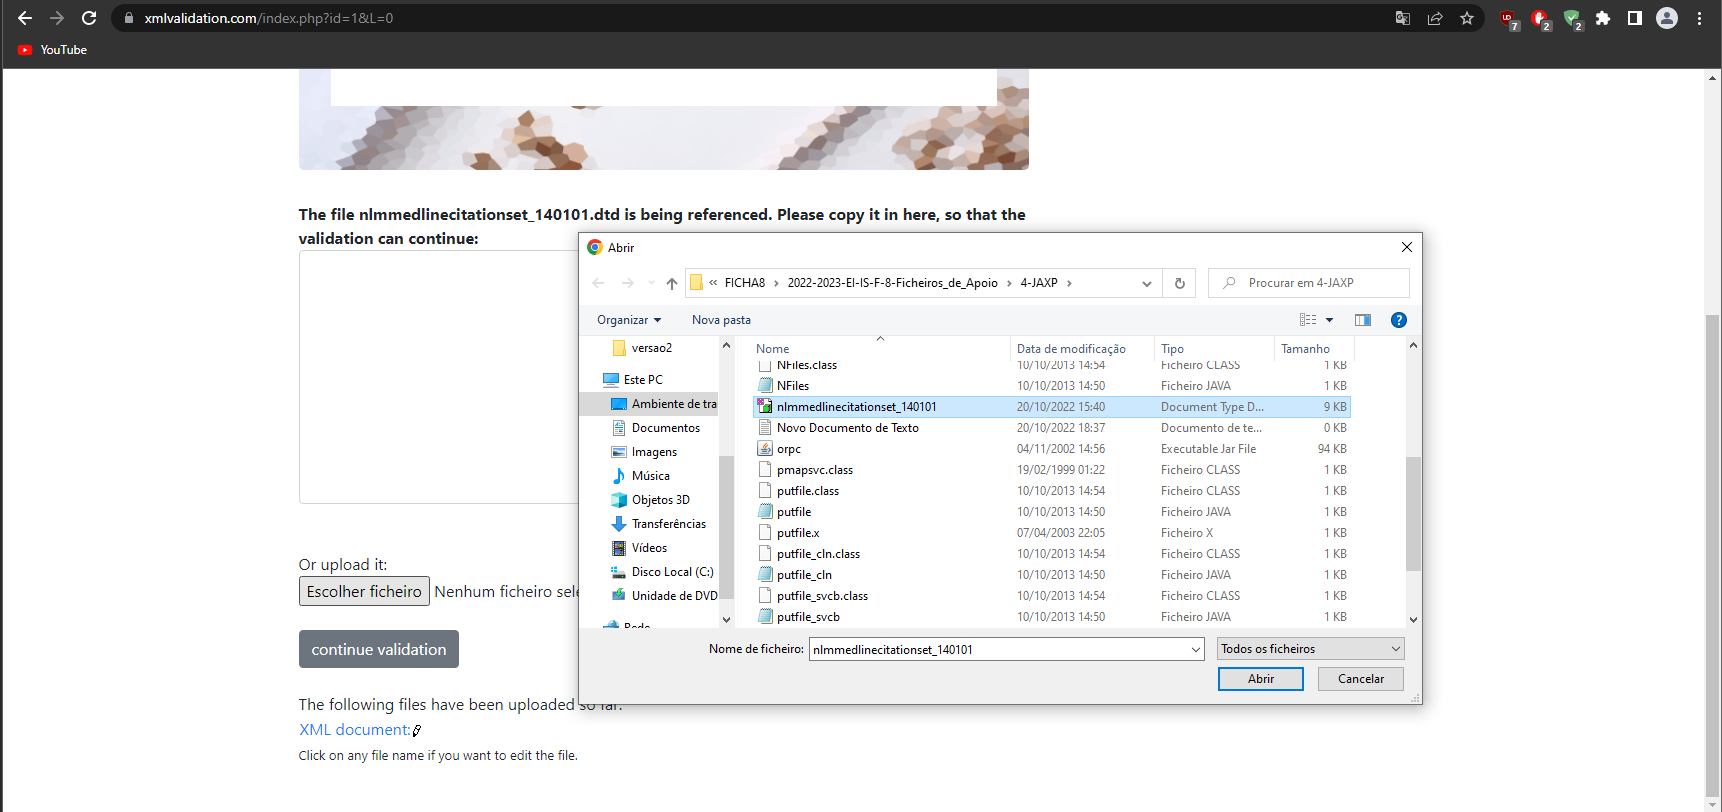 xmlvalidation.com/index.php?id=1&L=0
7
2
2
YouTube
The file nlmmedlinecitationset_140101.dtd is being referenced. Please copy it in here, so that the
validation can continue:
Abrir
« FICHA8 › 2022-2023-EI-IS-F-8-Ficheiros_de_Apoio › 4-JAXP ›
Procurar em 4-JAXP
Organizar
Nova pasta
versao2
Este PC
Ambiente de tra
Documentos
Imagens
Música
Objetos 3D
Transferências
Vídeos
Disco Local (C:)
Unidade de DVD
Rede
Nome Data de modificação Tipo Tamanho
NFiles.class 10/10/2013 14:54 Ficheiro CLASS 1 KB
NFiles 10/10/2013 14:50 Ficheiro JAVA 1 KB
nlmmedlinecitationset_140101 20/10/2022 15:40 Document Type D... 9 KB
Novo Documento de Texto 20/10/2022 18:37 Documento de te... 0 KB
orpc 04/11/2002 14:56 Executable Jar File 94 KB
pmapsvc.class 19/02/1999 01:22 Ficheiro CLASS 1 KB
putfile.class 10/10/2013 14:54 Ficheiro CLASS 1 KB
putfile 10/10/2013 14:50 Ficheiro JAVA 1 KB
putfile.x 07/04/2003 22:05 Ficheiro X 1 KB
putfile_cln.class 10/10/2013 14:54 Ficheiro CLASS 1 KB
putfile_cln 10/10/2013 14:50 Ficheiro JAVA 1 KB
putfile_svcb.class 10/10/2013 14:54 Ficheiro CLASS 1 KB
putfile_svcb 10/10/2013 14:50 Ficheiro JAVA 1 KB
Nome de ficheiro: nlmmedlinecitationset_140101
Todos os ficheiros
Abrir
Cancelar
Or upload it:
Escolher ficheiro Nenhum ficheiro sele
continue validation
The following files have been uploaded so far:
XML document:
Click on any file name if you want to edit the file.